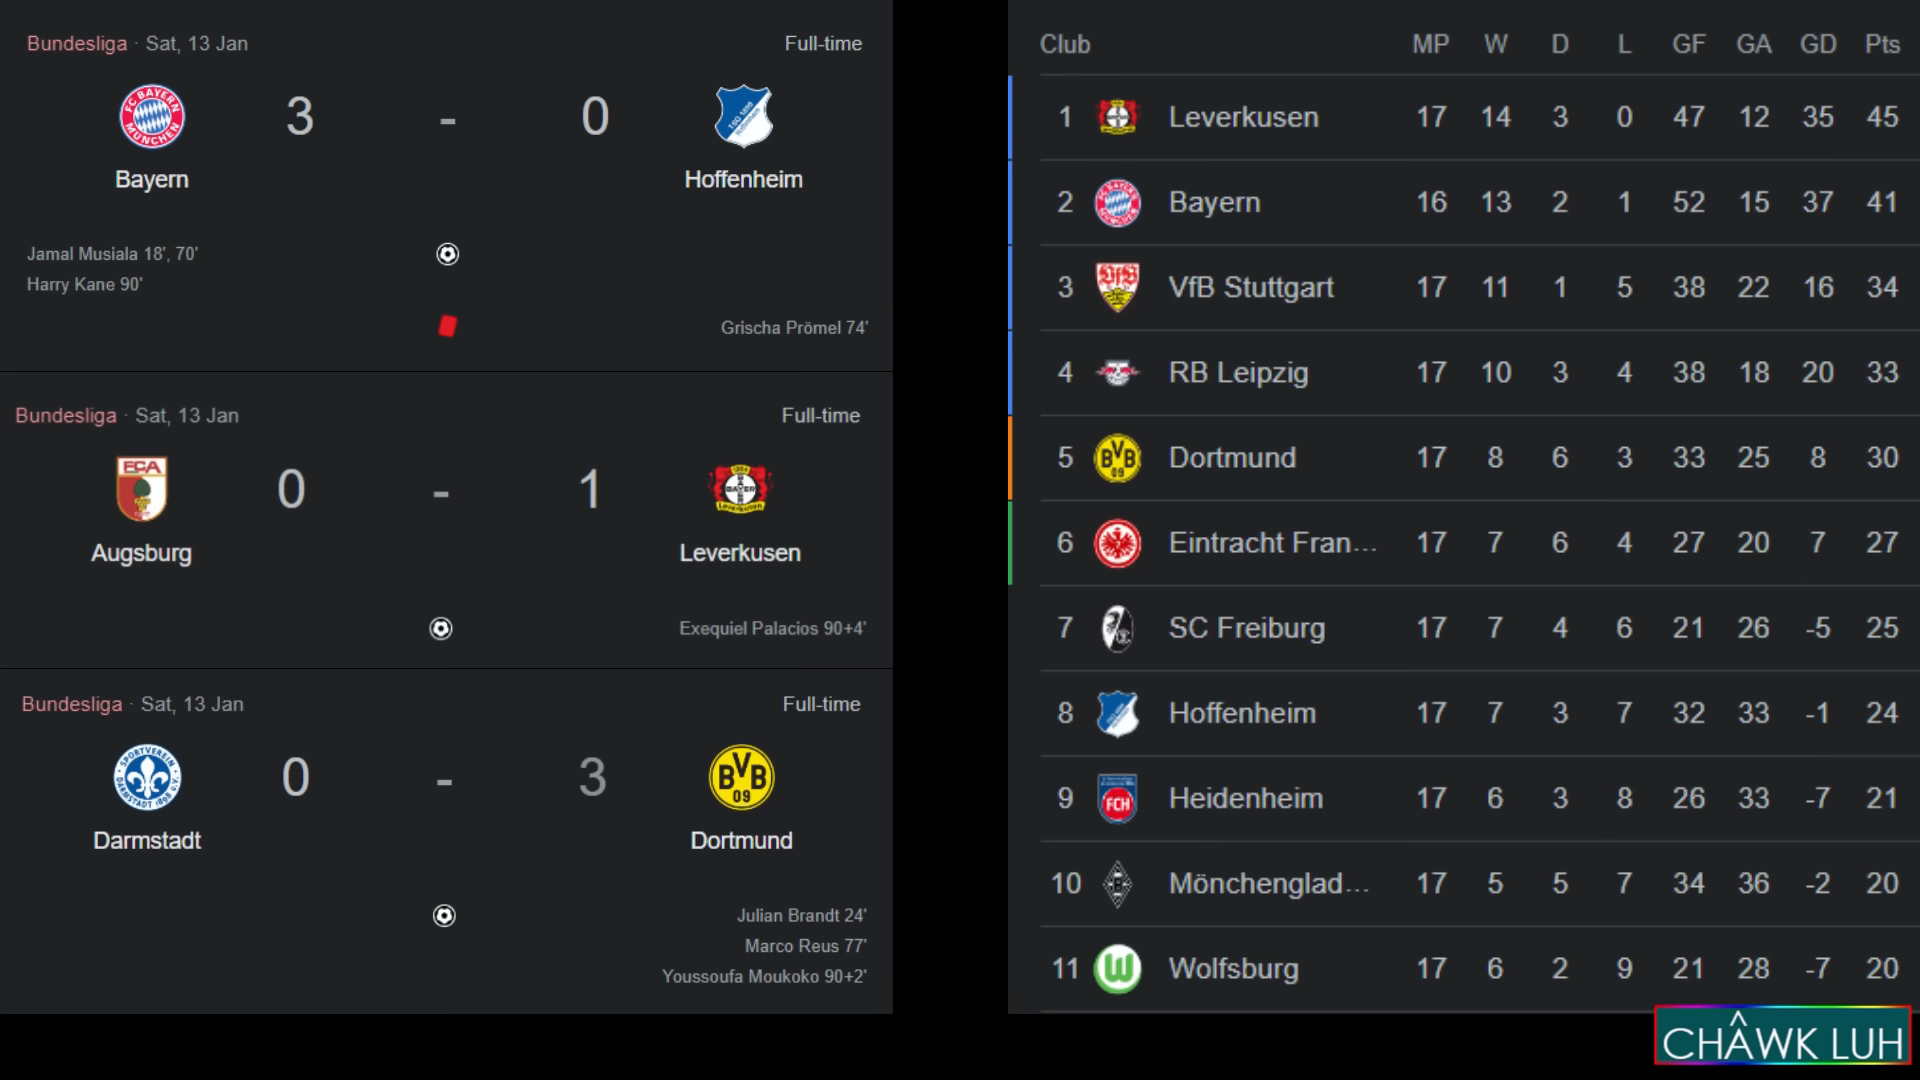 Bundesliga · Sat, 13 Jan Full-time
3 - 0
Bayern Hoffenheim
Jamal Musiala 18', 70'
Harry Kane 90'
Grischa Prömel 74'
Bundesliga · Sat, 13 Jan Full-time
0 - 1
Augsburg Leverkusen
Exequiel Palacios 90+4'
Bundesliga · Sat, 13 Jan Full-time
0 - 3
Darmstadt Dortmund
Julian Brandt 24'
Marco Reus 77'
Youssoufa Moukoko 90+2'
Club MP W D L GF GA GD Pts
1 Leverkusen 17 14 3 0 47 12 35 45
2 Bayern 16 13 2 1 52 15 37 41
3 VfB Stuttgart 17 11 1 5 38 22 16 34
4 RB Leipzig 17 10 3 4 38 18 20 33
5 Dortmund 17 8 6 3 33 25 8 30
6 Eintracht Fran... 17 7 6 4 27 20 7 27
7 SC Freiburg 17 7 4 6 21 26 -5 25
8 Hoffenheim 17 7 3 7 32 33 -1 24
9 Heidenheim 17 6 3 8 26 33 -7 21
10 Mönchenglad... 17 5 5 7 34 36 -2 20
11 Wolfsburg 17 6 2 9 21 28 -7 20
CHÂWK LUH